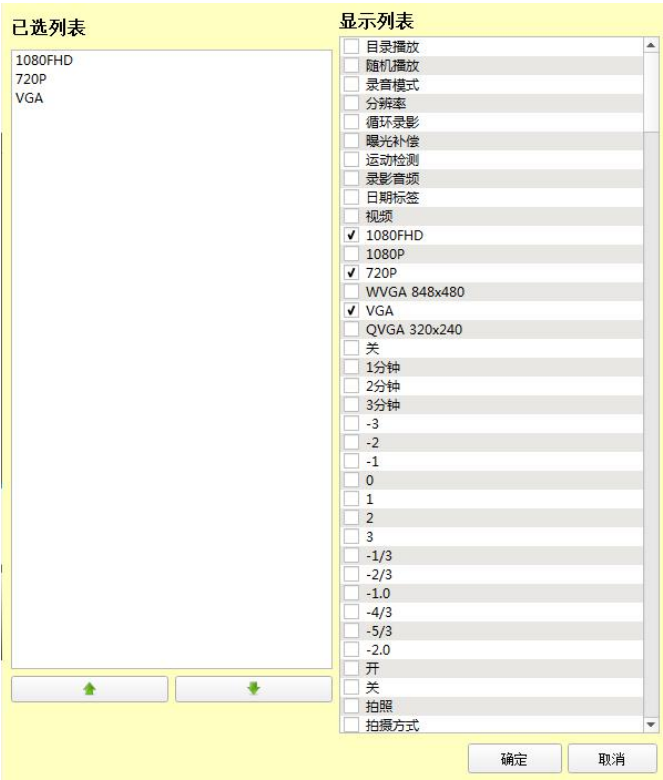 已选列表
1080FHD
720P
VGA
显示列表
目录播放
随机播放
录音模式
分辨率
循环录影
曝光补偿
运动检测
录影音频
日期标签
视频
1080FHD
1080P
720P
WVGA 848x480
VGA
QVGA 320x240
关
1分钟
2分钟
3分钟
-3
-2
-1
0
1
2
3
-1/3
-2/3
-1.0
-4/3
-5/3
-2.0
开
关
拍照
拍摄方式
确定
取消